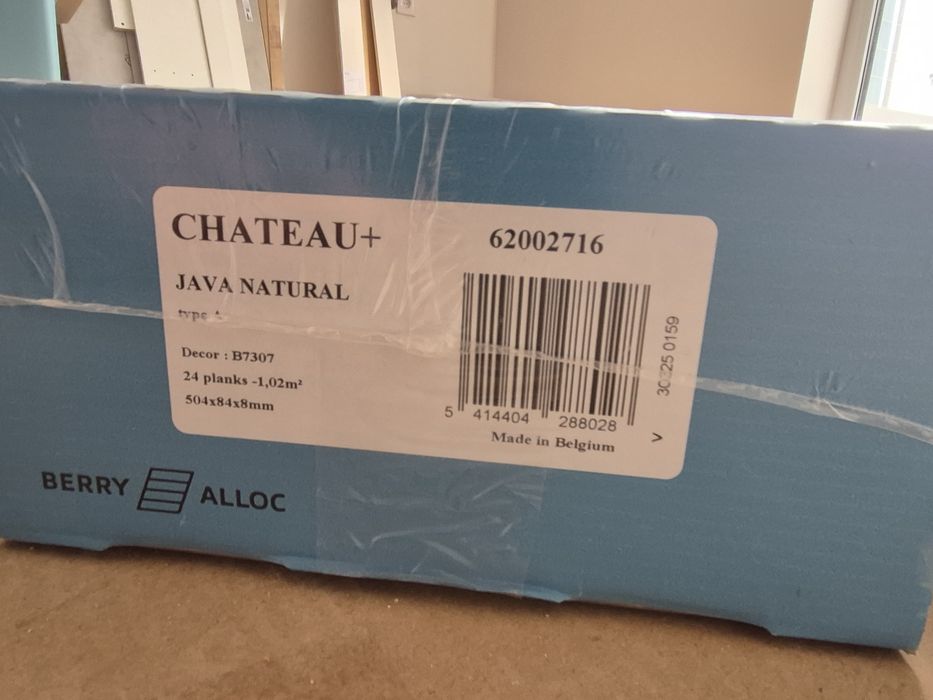 CHATEAU+
62002716
JAVA NATURAL
type
Decor : B7307
24 planks -1,02m²
504x84x8mm
5 414404 288028
Made in Belgium
>
BERRY ALLOC